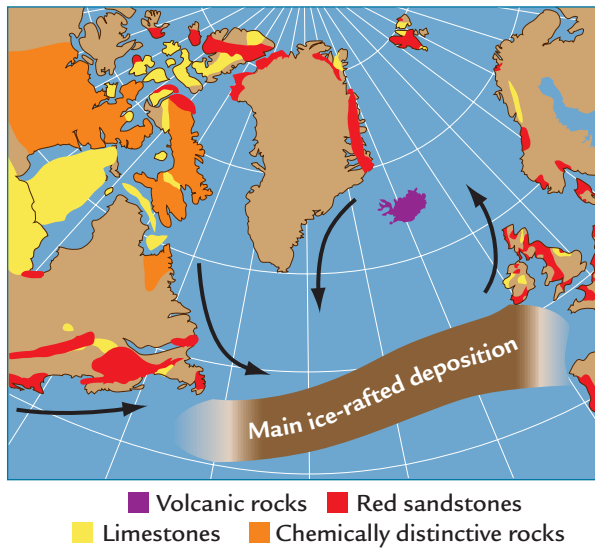 Main ice-rafted deposition
Volcanic rocks Red sandstones
Limestones Chemically distinctive rocks